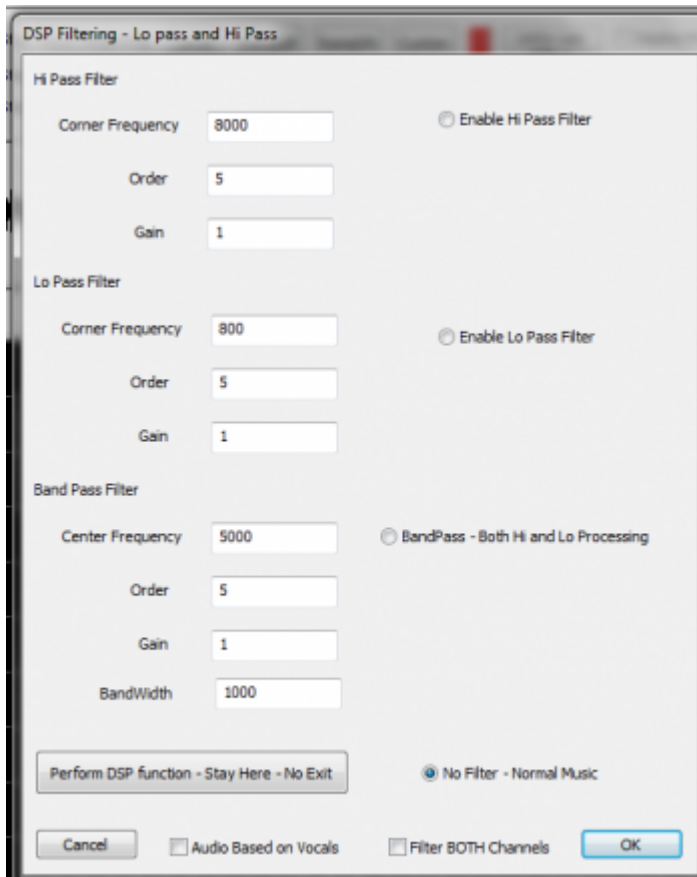 DSP Filtering - Lo pass and Hi Pass
Hi Pass Filter
Corner Frequency 8000
Enable Hi Pass Filter
Order 5
Gain 1
Lo Pass Filter
Corner Frequency 800
Enable Lo Pass Filter
Order 5
Gain 1
Band Pass Filter
Center Frequency 5000
BandPass - Both Hi and Lo Processing
Order 5
Gain 1
BandWidth 1000
Perform DSP function - Stay Here - No Exit
No Filter - Normal Music
Cancel
Audio Based on Vocals
Filter BOTH Channels
OK